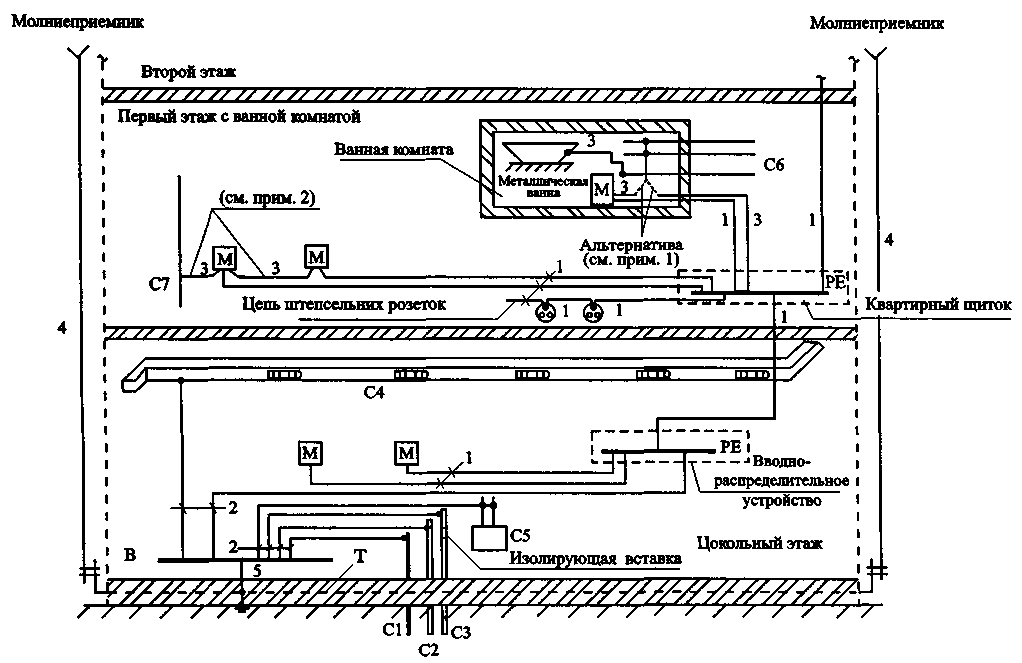 Молниеприемник
Молниеприемник
Второй этаж
Первый этаж с ванной комнатой
Ванная комната
3
С6
Металлическая
ванна
М
3
(см. прим. 2)
1
3
1
4
Альтернатива
(см. прим. 1)
М
М
3
3
1
С7
РЕ
Цепь штепсельних розеток
1
1
Квартирный щиток
4
1
С4
М
М
1
РЕ
Вводно-
распределительное
устройство
2
С5
В
2
Т
Изолирующая вставка
Цокольный этаж
5
С1
С2
С3